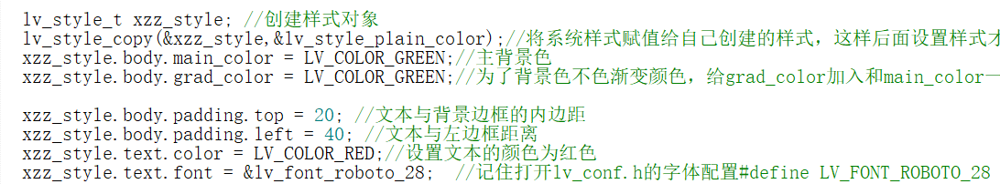 lv_style_t xzz_style; //创建样式对象
lv_style_copy(&xzz_style,&lv_style_plain_color);//将系统样式赋值给自己创建的样式，这样后面设置样式才
xzz_style.body.main_color = LV_COLOR_GREEN;//主背景色
xzz_style.body.grad_color = LV_COLOR_GREEN;//为了背景色不色渐变颜色，给grad_color加入和main_color一
xzz_style.body.padding.top = 20; //文本与背景边框的内边距
xzz_style.body.padding.left = 40; //文本与左边框距离
xzz_style.text.color = LV_COLOR_RED;//设置文本的颜色为红色
xzz_style.text.font = &lv_font_roboto_28;  //记住打开lv_conf.h的字体配置#define LV_FONT_ROBOTO_28